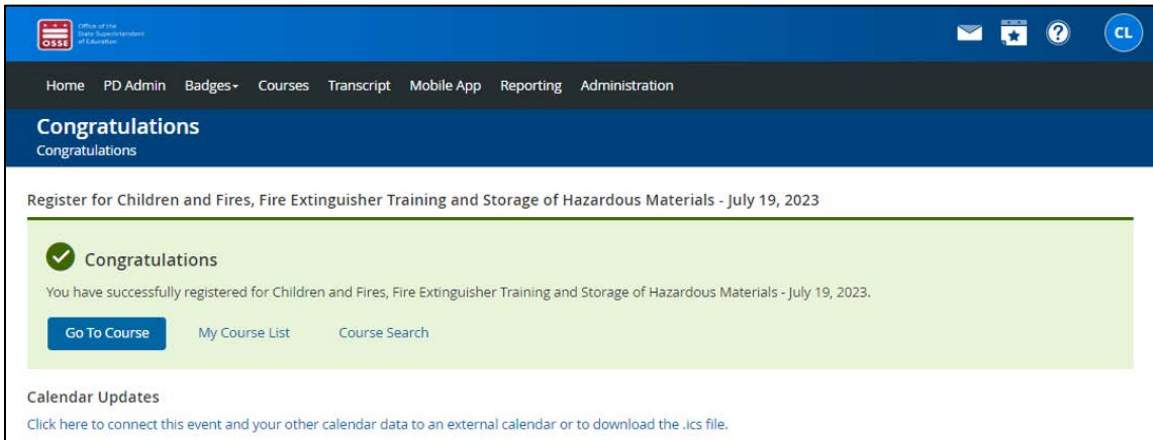 OSSE
Office of the
State Superintendent
of Education
CL
Home PD Admin Badges Courses Transcript Mobile App Reporting Administration
Congratulations
Congratulations
Register for Children and Fires, Fire Extinguisher Training and Storage of Hazardous Materials - July 19, 2023
Congratulations
You have successfully registered for Children and Fires, Fire Extinguisher Training and Storage of Hazardous Materials - July 19, 2023.
Go To Course My Course List Course Search
Calendar Updates
Click here to connect this event and your other calendar data to an external calendar or to download the .ics file.